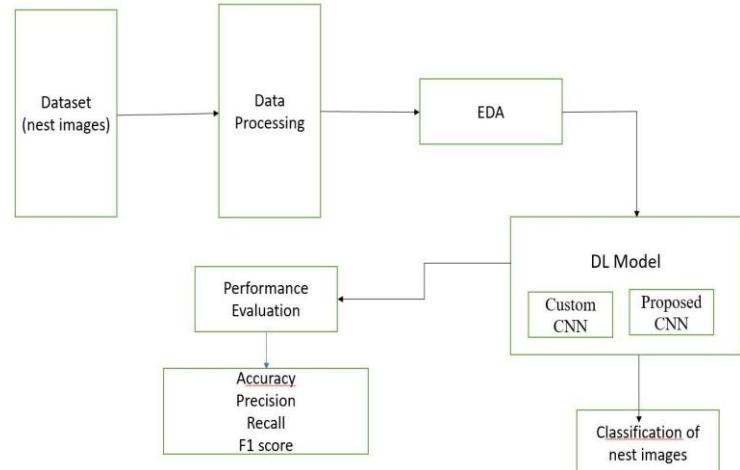 Dataset
(nest images)
Data
Processing
EDA
DL Model
Custom
CNN
Proposed
CNN
Performance
Evaluation
Accuracy
Precision
Recall
F1 score
Classification of
nest images